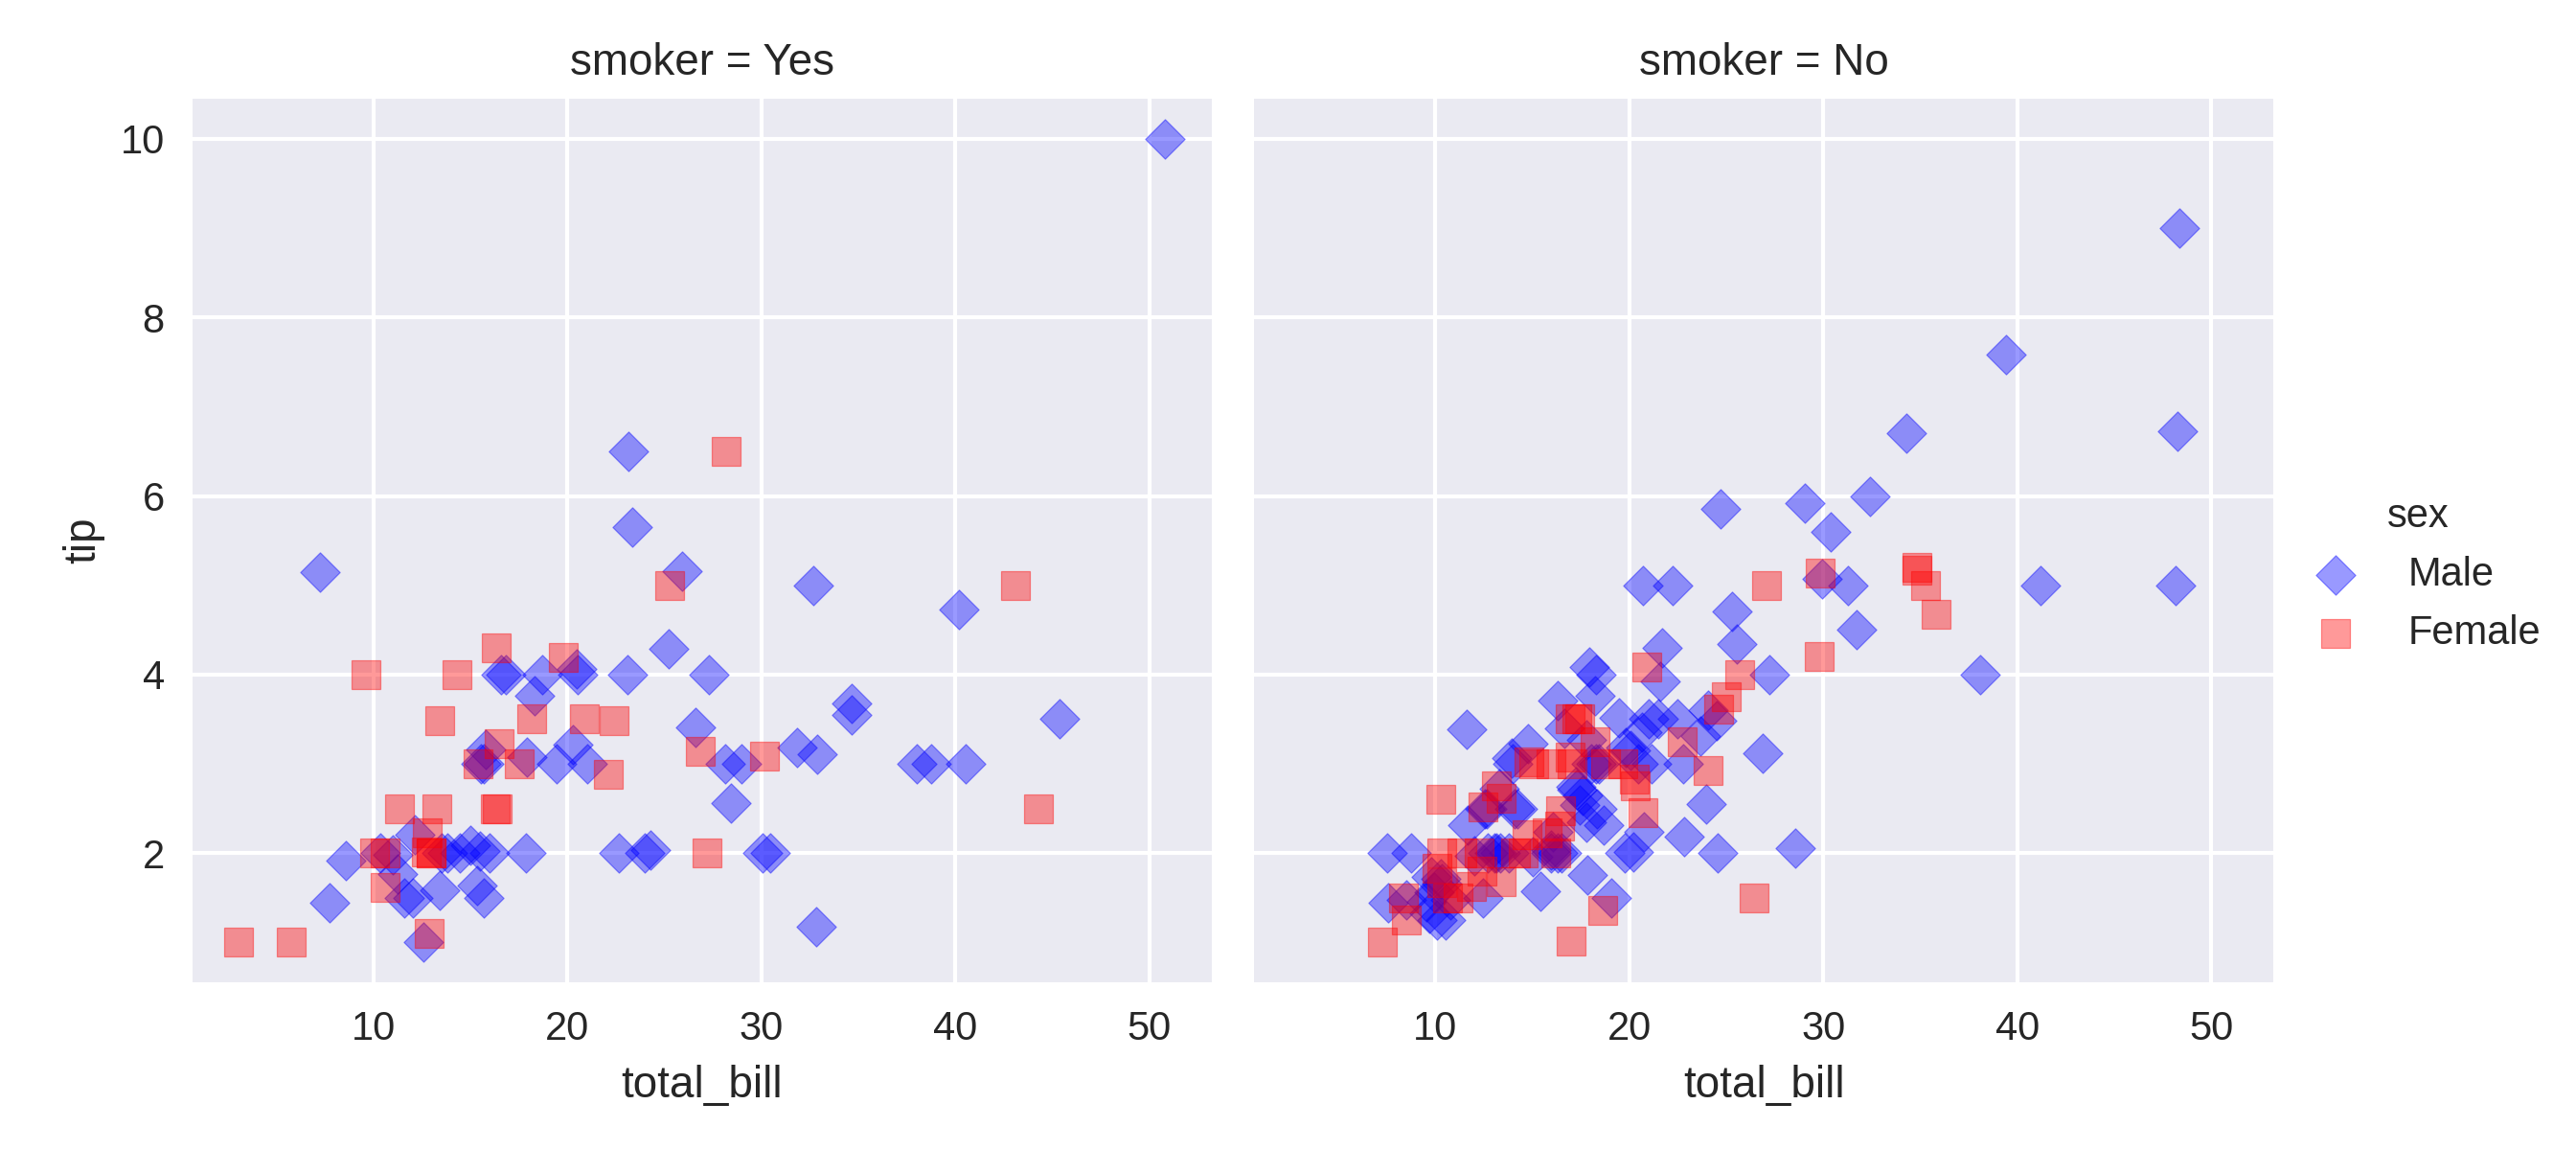 smoker = Yes
smoker = No
10
8
6
4
2
tip
10 20 30 40 50
10 20 30 40 50
total_bill
total_bill
sex
Male
Female